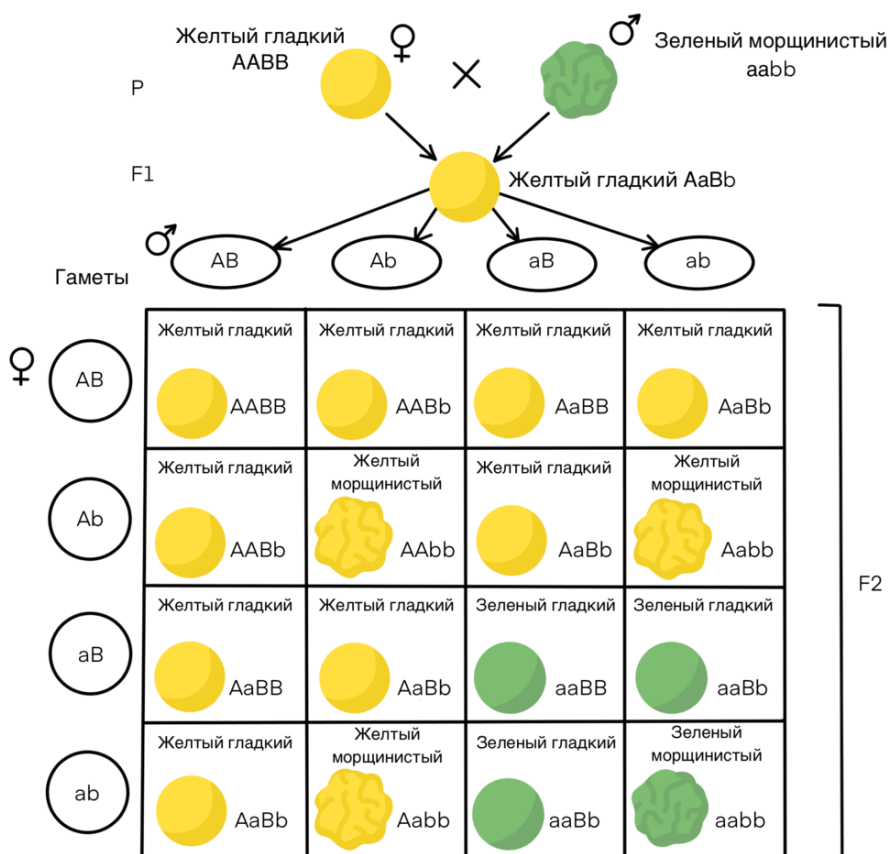 Желтый гладкий
AABB
Зеленый морщинистый
aabb
P
F1
Желтый гладкий AaBb
Гаметы
AB
Ab
aB
ab
Желтый гладкий
Желтый гладкий
Желтый гладкий
Желтый гладкий
AB
AABB
AABb
AaBB
AaBb
Желтый гладкий
Желтый
морщинистый
Желтый гладкий
Желтый
морщинистый
Ab
AABb
AAbb
AaBb
Aabb
F2
Желтый гладкий
Желтый гладкий
Зеленый гладкий
Зеленый гладкий
aB
AaBB
AaBb
aaBB
aaBb
Желтый гладкий
Желтый
морщинистый
Зеленый гладкий
Зеленый
морщинистый
ab
AaBb
Aabb
aaBb
aabb